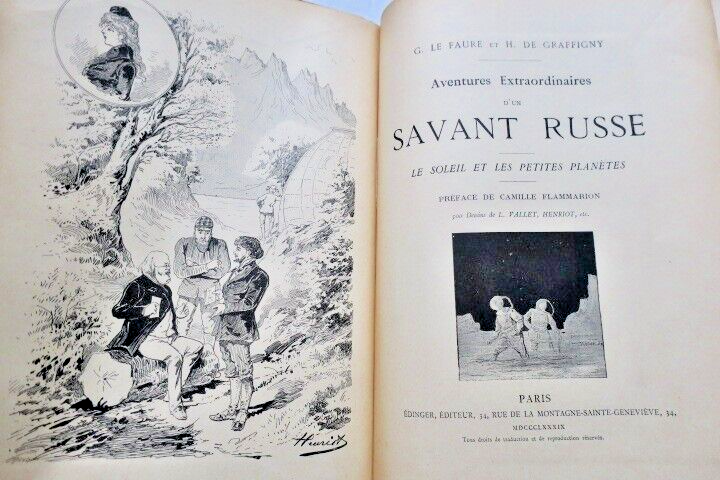 Henriot
G. LE FAURE ET H. DE GRAFFIGNY
Aventures Extraordinaires
D'UN
SAVANT RUSSE
LE SOLEIL ET LES PETITES PLANÈTES
PRÉFACE DE CAMILLE FLAMMARION
Dessins de L. VALLET, HENRIOT, etc.
PARIS
ÉDINGER, ÉDITEUR, 34, RUE DE LA MONTAGNE-SAINTE-GENEVIÈVE, 34,
MDCCCLXXXIX
Tous droits de traduction et de reproduction réservés.